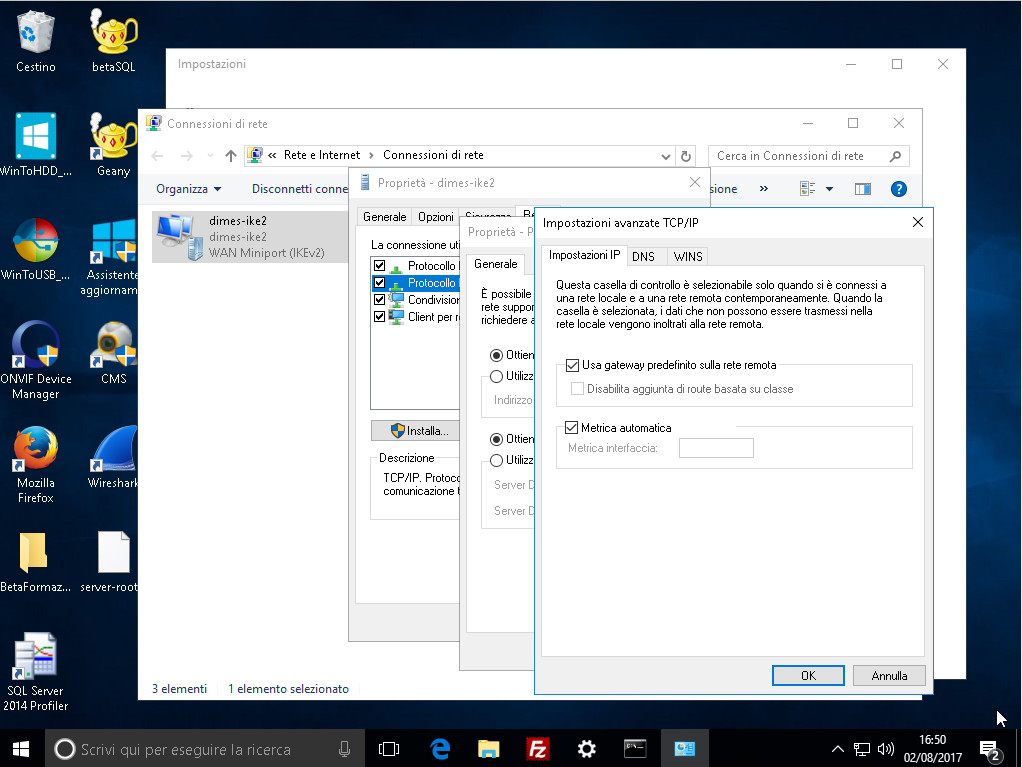 Cestino
betaSQL
WinToHDD_...
Geany
WinToUSB_...
Assistente
aggiornam
ONVIF Device
Manager
CMS
Mozilla
Firefox
Wireshark
BetaFormaz...
server-root
SQL Server
2014 Profiler
Impostazioni
Connessioni di rete
« Rete e Internet > Connessioni di rete
Cerca in Connessioni di rete
Organizza
Disconnetti conne
sione
»
?
dimes-ike2
dimes-ike2
WAN Miniport (IKEv2)
3 elementi
1 elemento selezionato
Proprietà - dimes-ike2
Generale
Opzioni
Sicurezza
La connessione uti
Protocollo
Protocollo
Condivision
Client per r
Installa...
Descrizione
TCP/IP. Protoco
comunicazione
Proprietà - P
Generale
È possibile
rete suppor
richiedere a
Ottien
Utilizz
Indirizzo
Ottien
Utilizz
Server D
Server D
Impostazioni avanzate TCP/IP
Impostazioni IP
DNS
WINS
Questa casella di controllo è selezionabile solo quando si è connessi a
una rete locale e a una rete remota contemporaneamente. Quando la
casella è selezionata, i dati che non possono essere trasmessi nella
rete locale vengono inoltrati alla rete remota.
Usa gateway predefinito sulla rete remota
Disabilita aggiunta di route basata su classe
Metrica automatica
Metrica interfaccia:
OK
Annulla
Scrivi qui per eseguire la ricerca
16:50
02/08/2017
2